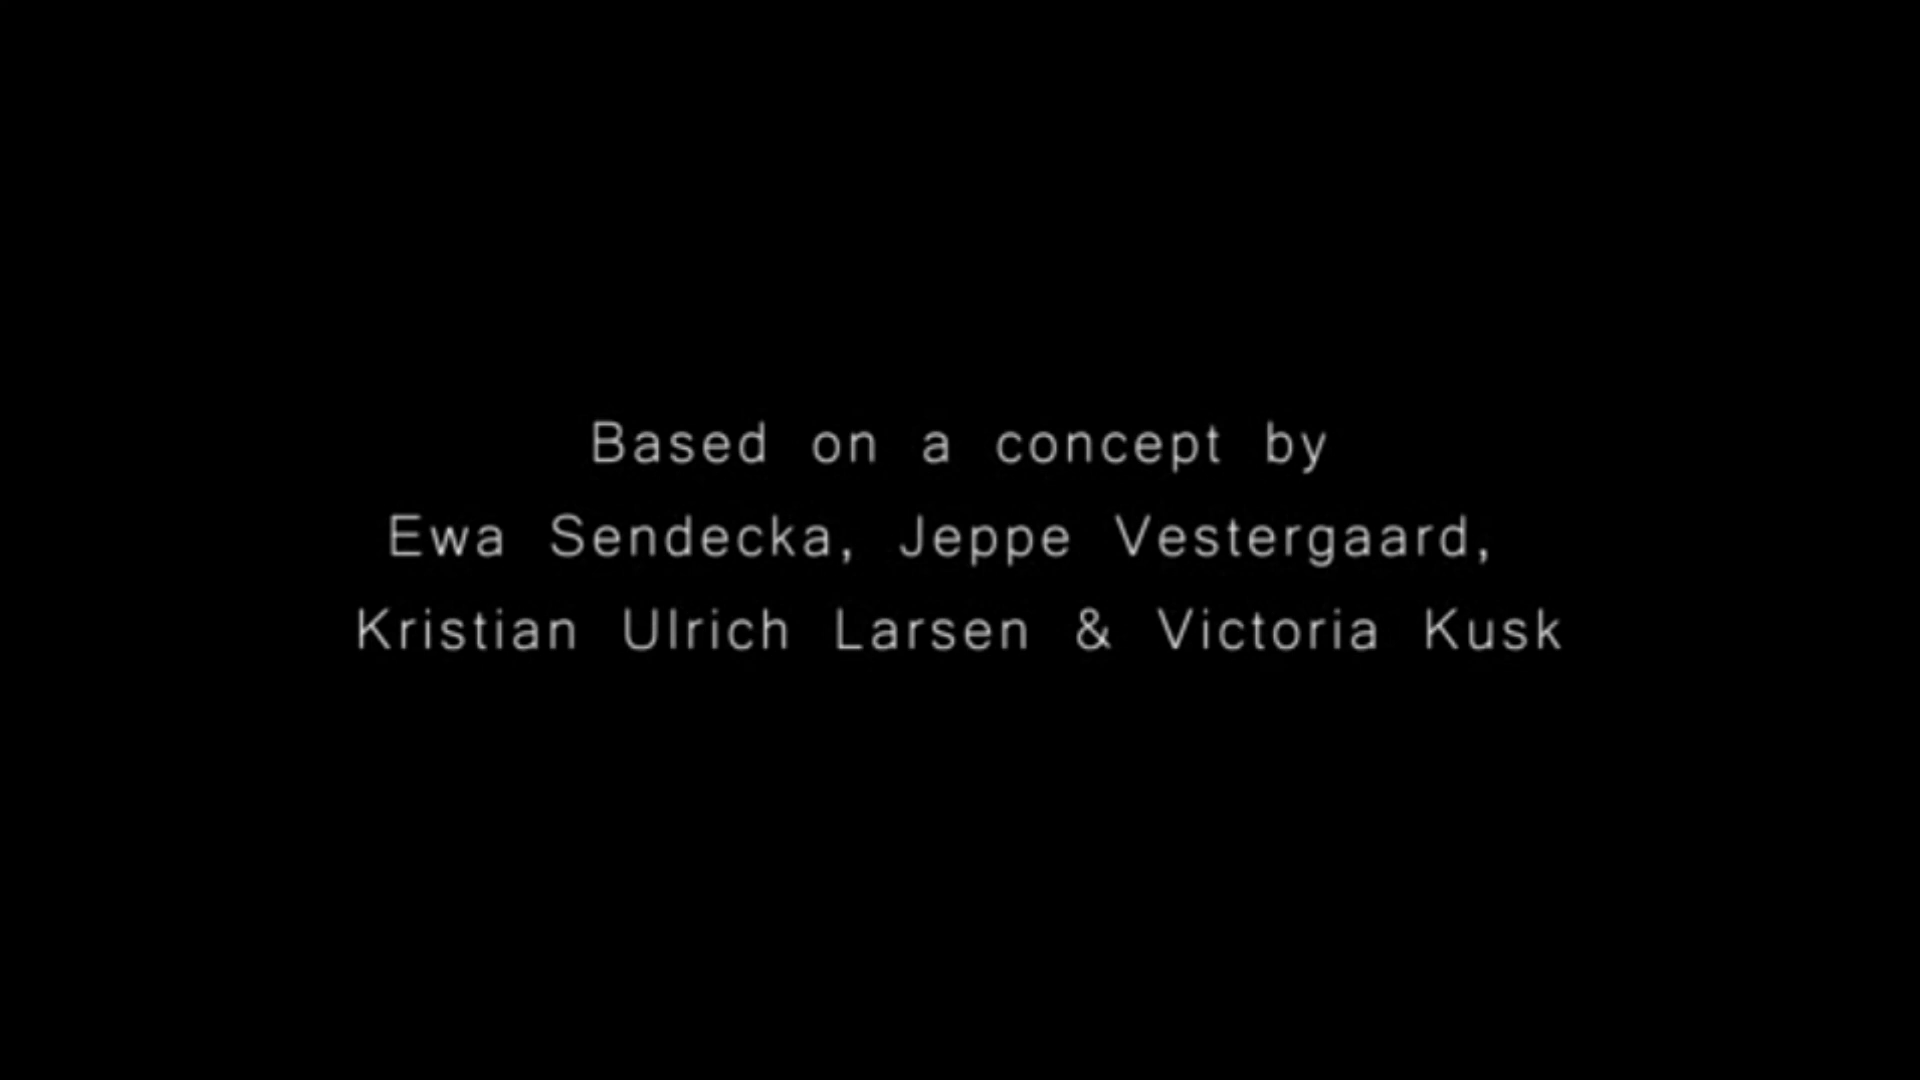 Based on a concept by
Ewa Sendecka, Jeppe Vestergaard,
Kristian Ulrich Larsen & Victoria Kusk